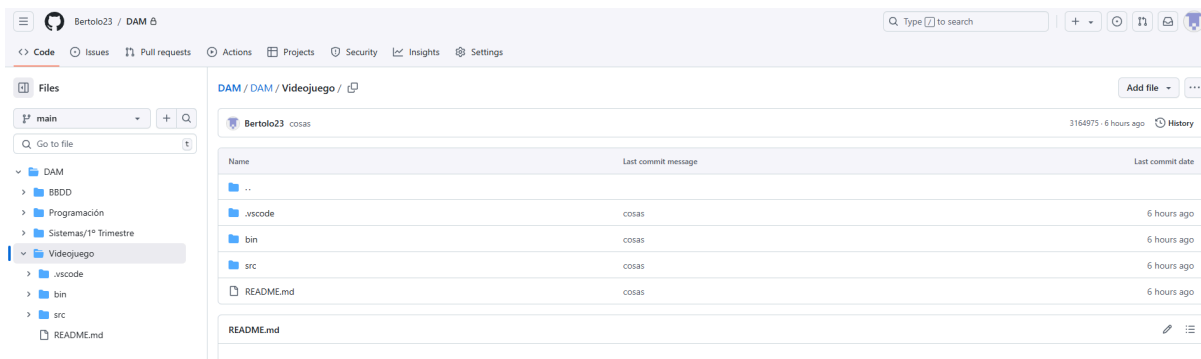 Bertolo23 / DAM
Type / to search
Code Issues Pull requests Actions Projects Security Insights Settings
Files
DAM / DAM / Videojuego /
Add file
main
Bertolo23 cosas
3164975 · 6 hours ago History
Go to file t
Name Last commit message Last commit date
DAM
..
BBDD
.vscode cosas 6 hours ago
Programación
bin cosas 6 hours ago
Sistemas/1º Trimestre
Videojuego
src cosas 6 hours ago
.vscode
README.md cosas 6 hours ago
bin
src
README.md
README.md